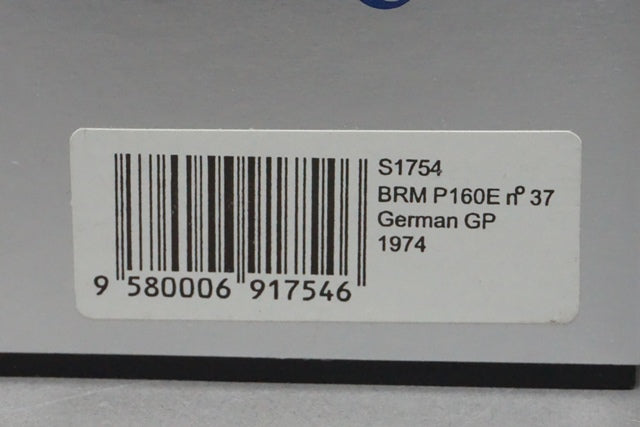 S1754
BRM P160E nº 37
German GP
1974
9 580006 917546